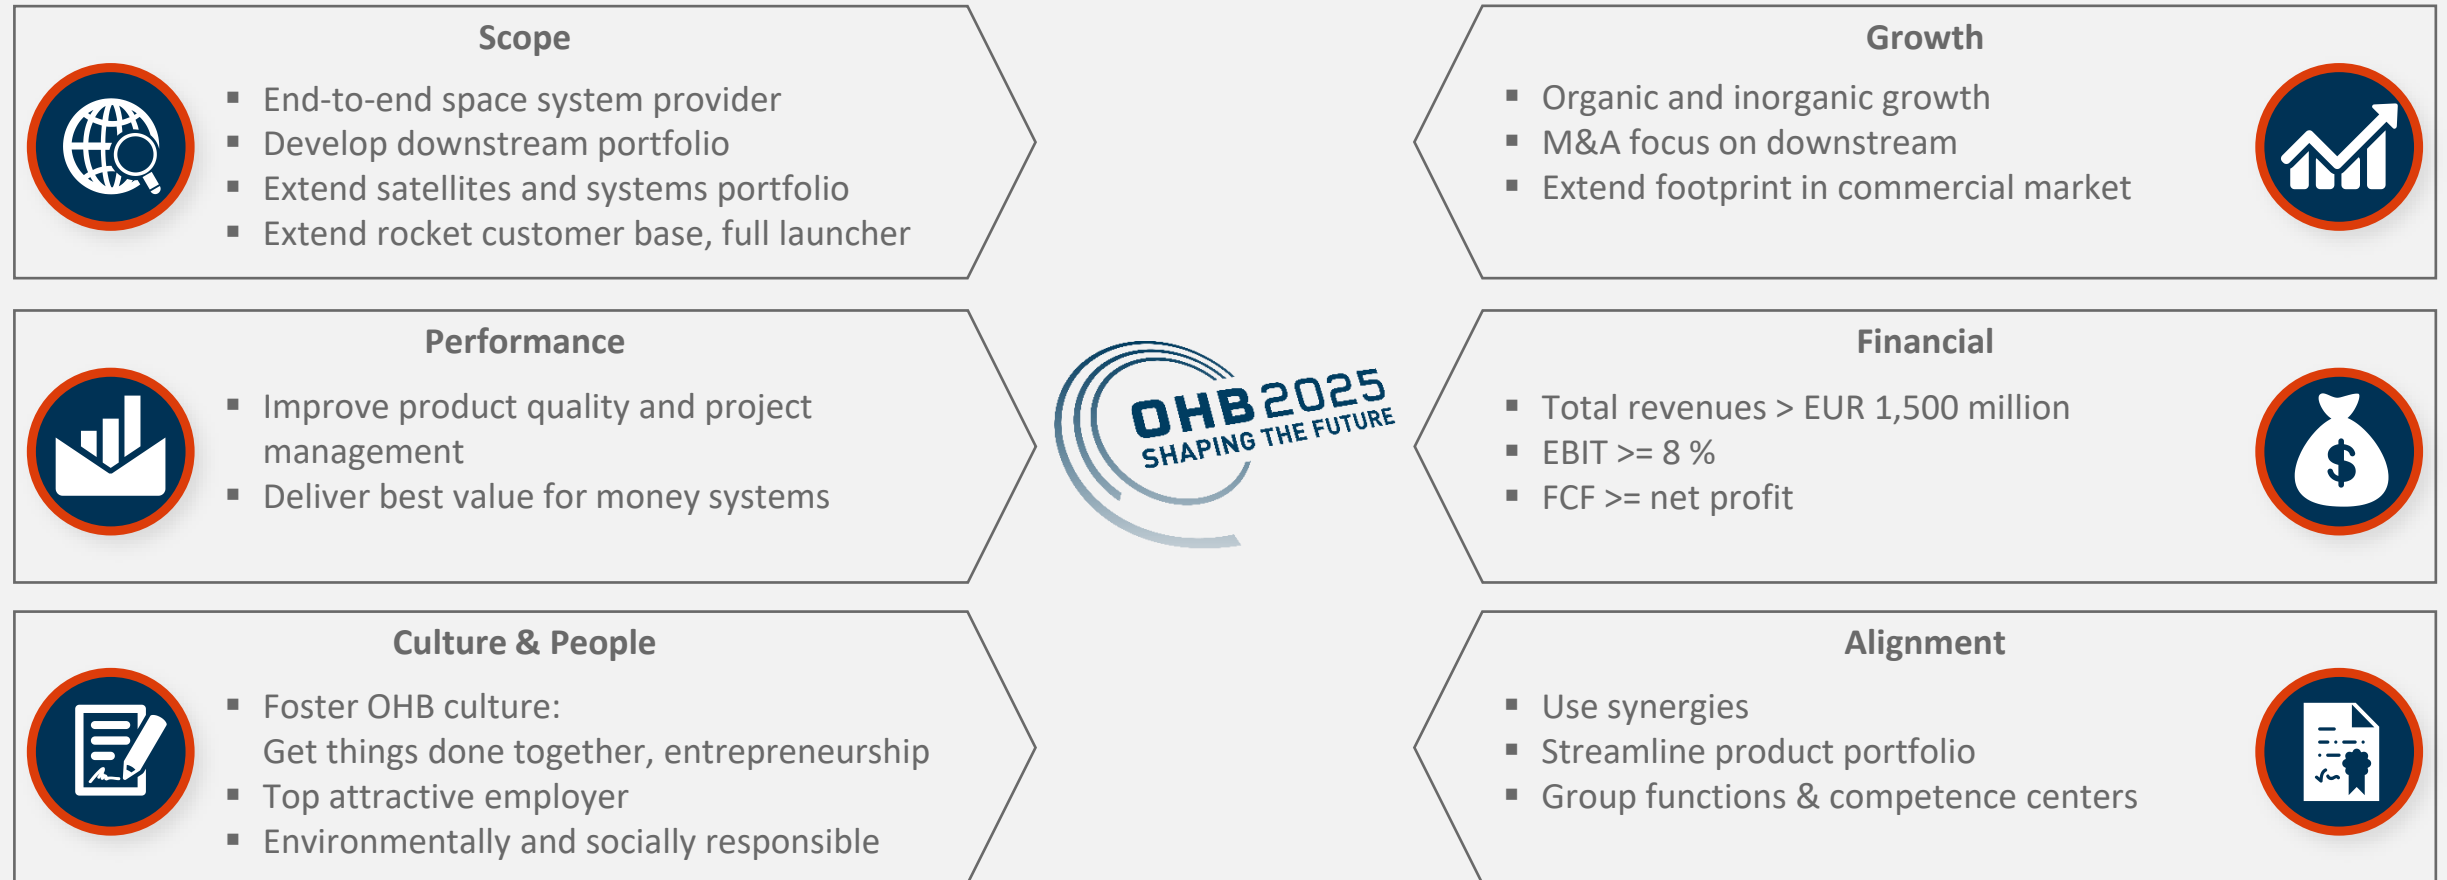 Scope
▪ End-to-end space system provider
▪ Develop downstream portfolio
▪ Extend satellites and systems portfolio
▪ Extend rocket customer base, full launcher
Growth
▪ Organic and inorganic growth
▪ M&A focus on downstream
▪ Extend footprint in commercial market
Performance
▪ Improve product quality and project
management
▪ Deliver best value for money systems
OHB 2025
SHAPING THE FUTURE
Financial
▪ Total revenues > EUR 1,500 million
▪ EBIT >= 8 %
▪ FCF >= net profit
$
Culture & People
▪ Foster OHB culture:
Get things done together, entrepreneurship
▪ Top attractive employer
▪ Environmentally and socially responsible
Alignment
▪ Use synergies
▪ Streamline product portfolio
▪ Group functions & competence centers